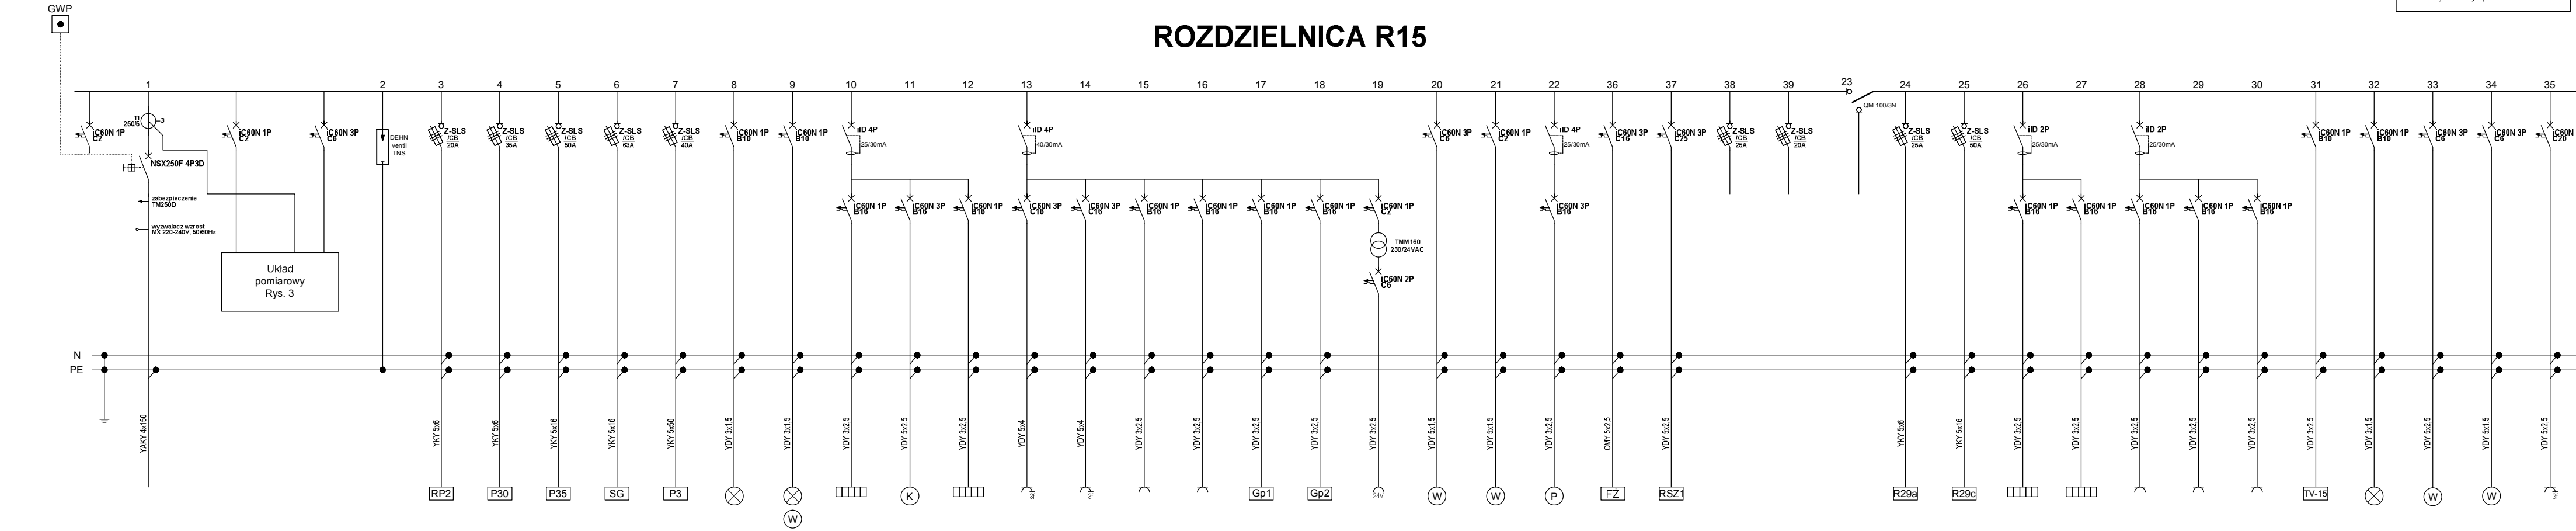 GWP
ROZDZIELNICA R15
1 2 3 4 5 6 7 8 9 10 11 12 13 14 15 16 17 18 19 20 21 22 36 37 38 39 23 24 25 26 27 28 29 30 31 32 33 34 35
QM 100/3N
iC60N 1P
C2
TI
250/5
3
iC60N 1P
C2
iC60N 3P
C6
DEHN
ventil
TNS
Z-SLS
/CB
20A
Z-SLS
/CB
35A
Z-SLS
/CB
50A
Z-SLS
/CB
63A
Z-SLS
/CB
40A
iC60N 1P
B10
iC60N 1P
B10
iID 4P
25/30mA
iID 4P
40/30mA
iC60N 3P
C6
iC60N 1P
C2
iID 4P
25/30mA
iC60N 3P
C16
iC60N 3P
C25
Z-SLS
/CB
25A
Z-SLS
/CB
20A
Z-SLS
/CB
25A
Z-SLS
/CB
50A
iID 2P
25/30mA
iID 2P
25/30mA
iC60N 1P
B10
iC60N 1P
B10
iC60N 3P
C6
iC60N 3P
C6
iC60N
C20
NSX250F 4P3D
zabezpieczenie
TM250D
wyzwalacz wzrost
MX 220-240V, 50/60Hz
iC60N 1P
B16
iC60N 3P
B16
iC60N 1P
B16
iC60N 3P
C16
iC60N 3P
C16
iC60N 1P
B16
iC60N 1P
B16
iC60N 1P
B16
iC60N 1P
B16
iC60N 1P
C2
iC60N 3P
B16
iC60N 1P
B16
iC60N 1P
B16
iC60N 1P
B16
iC60N 1P
B16
iC60N 1P
B16
TMM160
230/24VAC
iC60N 2P
C6
Układ
pomiarowy
Rys. 3
N
PE
YAKY 4x150
YKY 5x6
YKY 5x6
YKY 5x16
YKY 5x16
YKY 5x50
YDY 3x1,5
YDY 3x1,5
YDY 3x2,5
YDY 5x2,5
YDY 3x2,5
YDY 5x4
YDY 5x4
YDY 3x2,5
YDY 3x2,5
YDY 3x2,5
YDY 3x2,5
YDY 3x2,5
YDY 5x1,5
YDY 5x1,5
YDY 3x2,5
OMY 5x2,5
YDY 5x2,5
YKY 5x6
YKY 5x16
YDY 3x2,5
YDY 3x2,5
YDY 3x2,5
YDY 3x2,5
YDY 3x2,5
YDY 3x2,5
YDY 3x1,5
YDY 5x2,5
YDY 5x1,5
YDY 5x2,5
RP2 P30 P35 SG P3 K 3f 3f Gp1 Gp2 24V W W P FZ RSZ1 R29a R29c TV-15 W W 3f
W